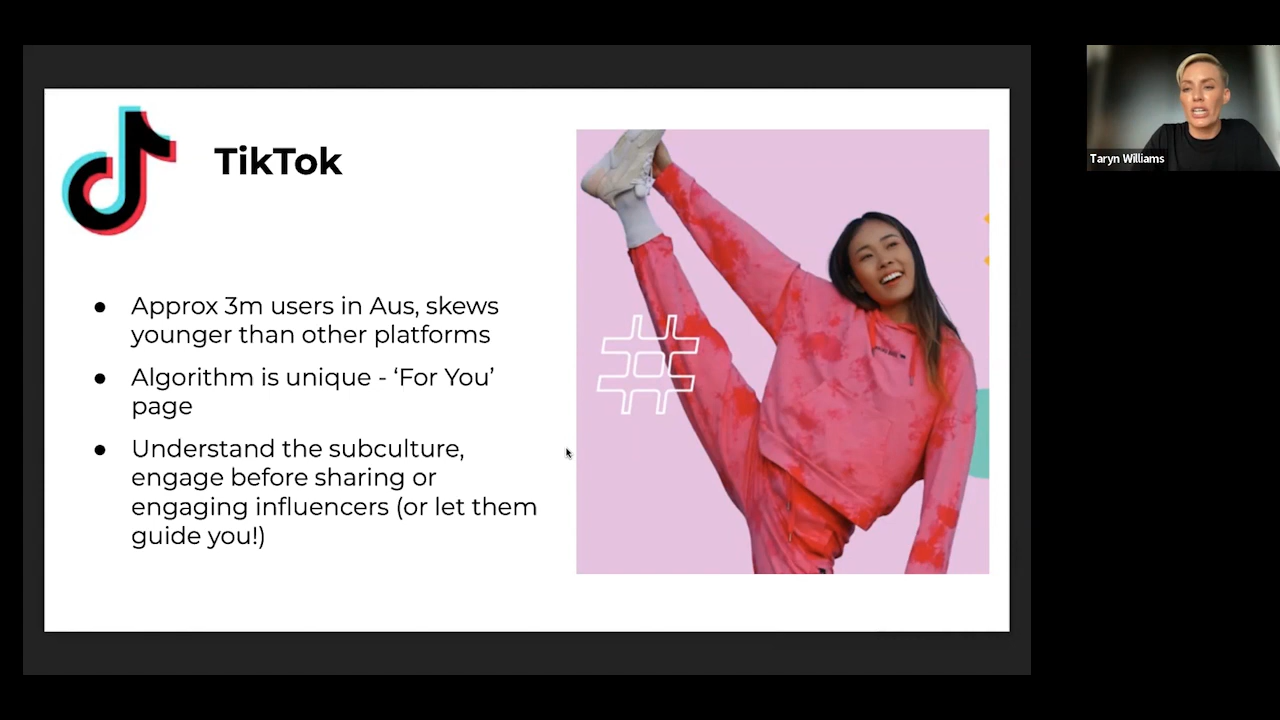 TikTok
● Approx 3m users in Aus, skews
younger than other platforms
● Algorithm is unique - ‘For You’
page
● Understand the subculture,
engage before sharing or
engaging influencers (or let them
guide you!)
Taryn Williams